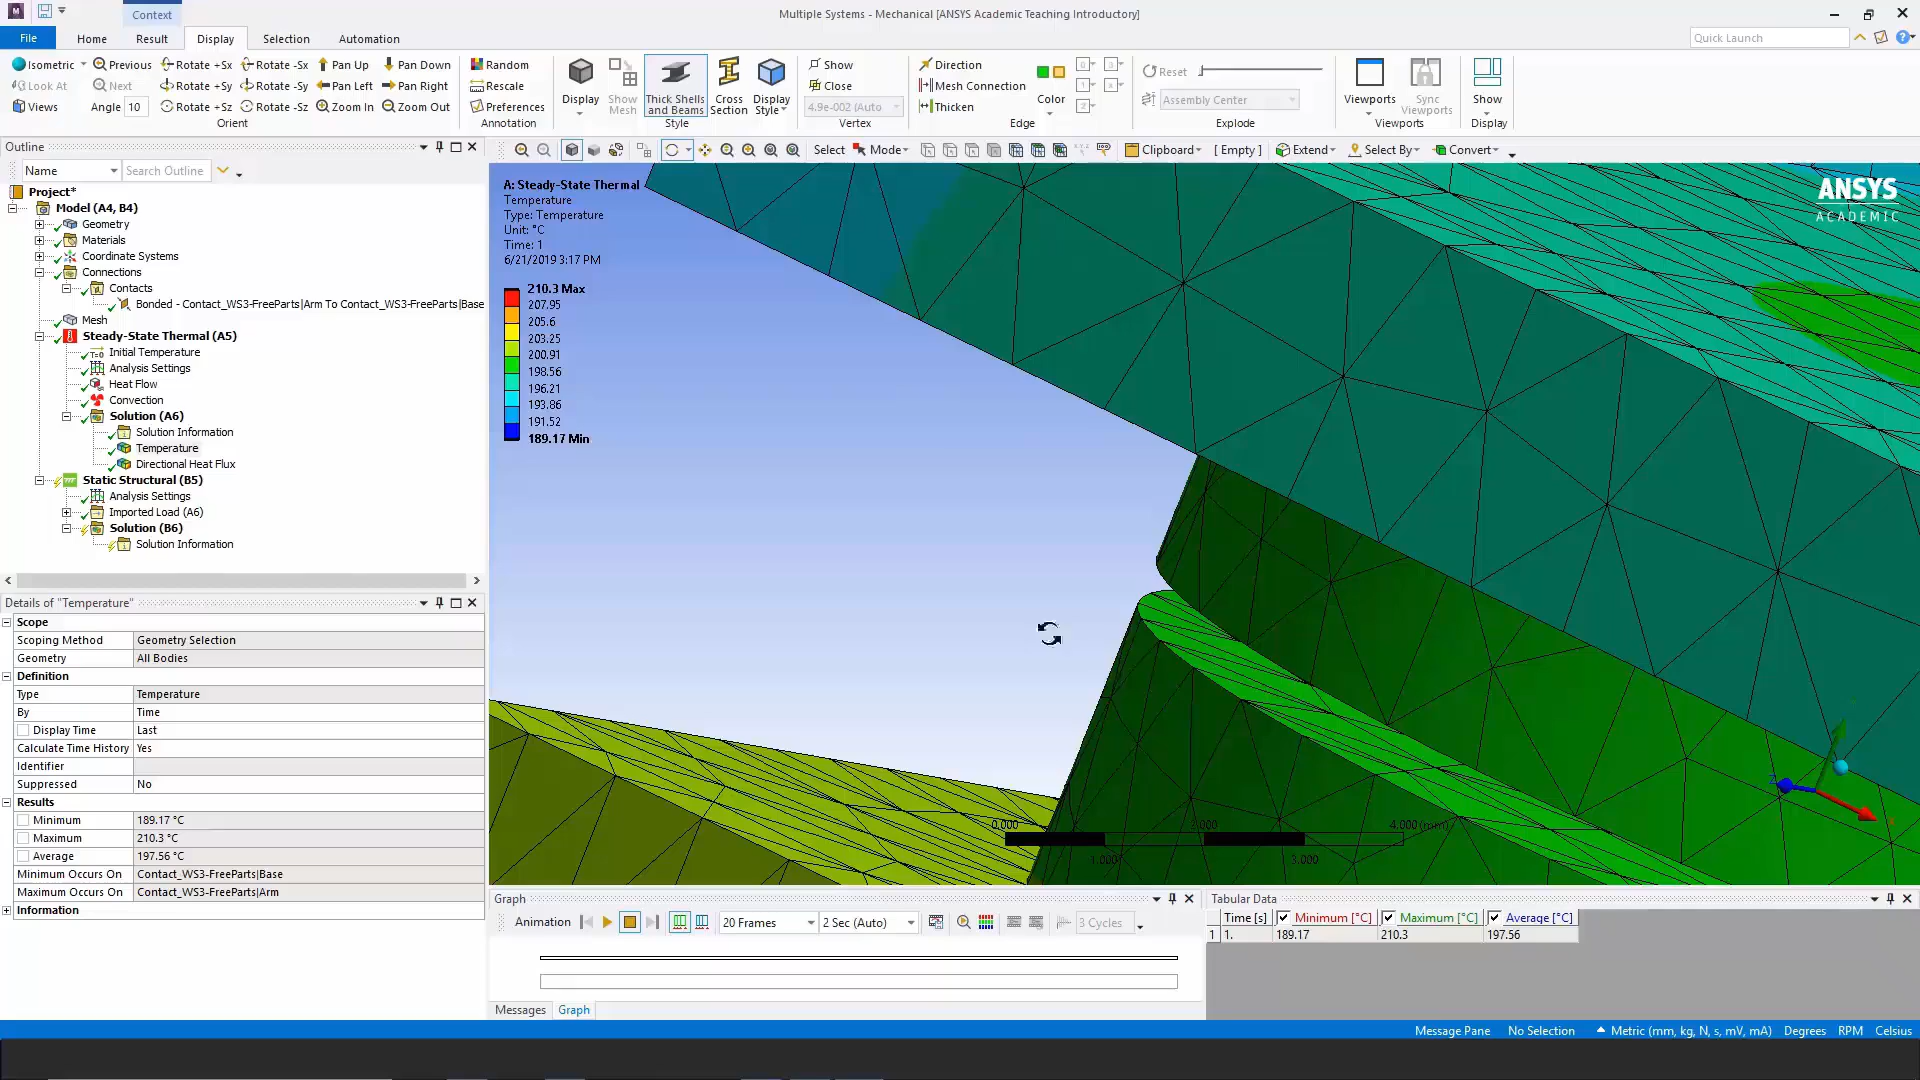 Context
Multiple Systems - Mechanical [ANSYS Academic Teaching Introductory]
File Home Result Display Selection Automation
Quick Launch
Isometric Previous Rotate +Sx Rotate -Sx Pan Up Pan Down
Look At Next Rotate +Sy Rotate -Sy Pan Left Pan Right
Views Angle 10 Rotate +Sz Rotate -Sz Zoom In Zoom Out
Orient
Random
Rescale
Preferences
Annotation
Display
Show Mesh
Thick Shells and Beams
Cross Section
Display Style
Style
Show
Close
4.9e-002 (Auto
Vertex
Direction
Mesh Connection
Thicken
Color
Edge
Reset
Assembly Center
Explode
Viewports
Sync Viewports
Viewports
Show
Display
Outline
Name Search Outline
Select Mode Clipboard [ Empty ] Extend Select By Convert
Project*
Model (A4, B4)
Geometry
Materials
Coordinate Systems
Connections
Contacts
Bonded - Contact_WS3-FreeParts|Arm To Contact_WS3-FreeParts|Base
Mesh
Steady-State Thermal (A5)
Initial Temperature
Analysis Settings
Heat Flow
Convection
Solution (A6)
Solution Information
Temperature
Directional Heat Flux
Static Structural (B5)
Analysis Settings
Imported Load (A6)
Solution (B6)
Solution Information
Details of "Temperature"
Scope
Scoping Method Geometry Selection
Geometry All Bodies
Definition
Type Temperature
By Time
Display Time Last
Calculate Time History Yes
Identifier
Suppressed No
Results
Minimum 189.17 °C
Maximum 210.3 °C
Average 197.56 °C
Minimum Occurs On Contact_WS3-FreeParts|Base
Maximum Occurs On Contact_WS3-FreeParts|Arm
Information
A: Steady-State Thermal
Temperature
Type: Temperature
Unit: °C
Time: 1
6/21/2019 3:17 PM
210.3 Max
207.95
205.6
203.25
200.91
198.56
196.21
193.86
191.52
189.17 Min
ANSYS
ACADEMIC
Z
0.000 2.000 4.000 (mm)
1.000 3.000
Graph
Animation 20 Frames 2 Sec (Auto) 3 Cycles
Messages Graph
Tabular Data
Time [s] Minimum [°C] Maximum [°C] Average [°C]
1 1. 189.17 210.3 197.56
Message Pane No Selection Metric (mm, kg, N, s, mV, mA) Degrees RPM Celsius